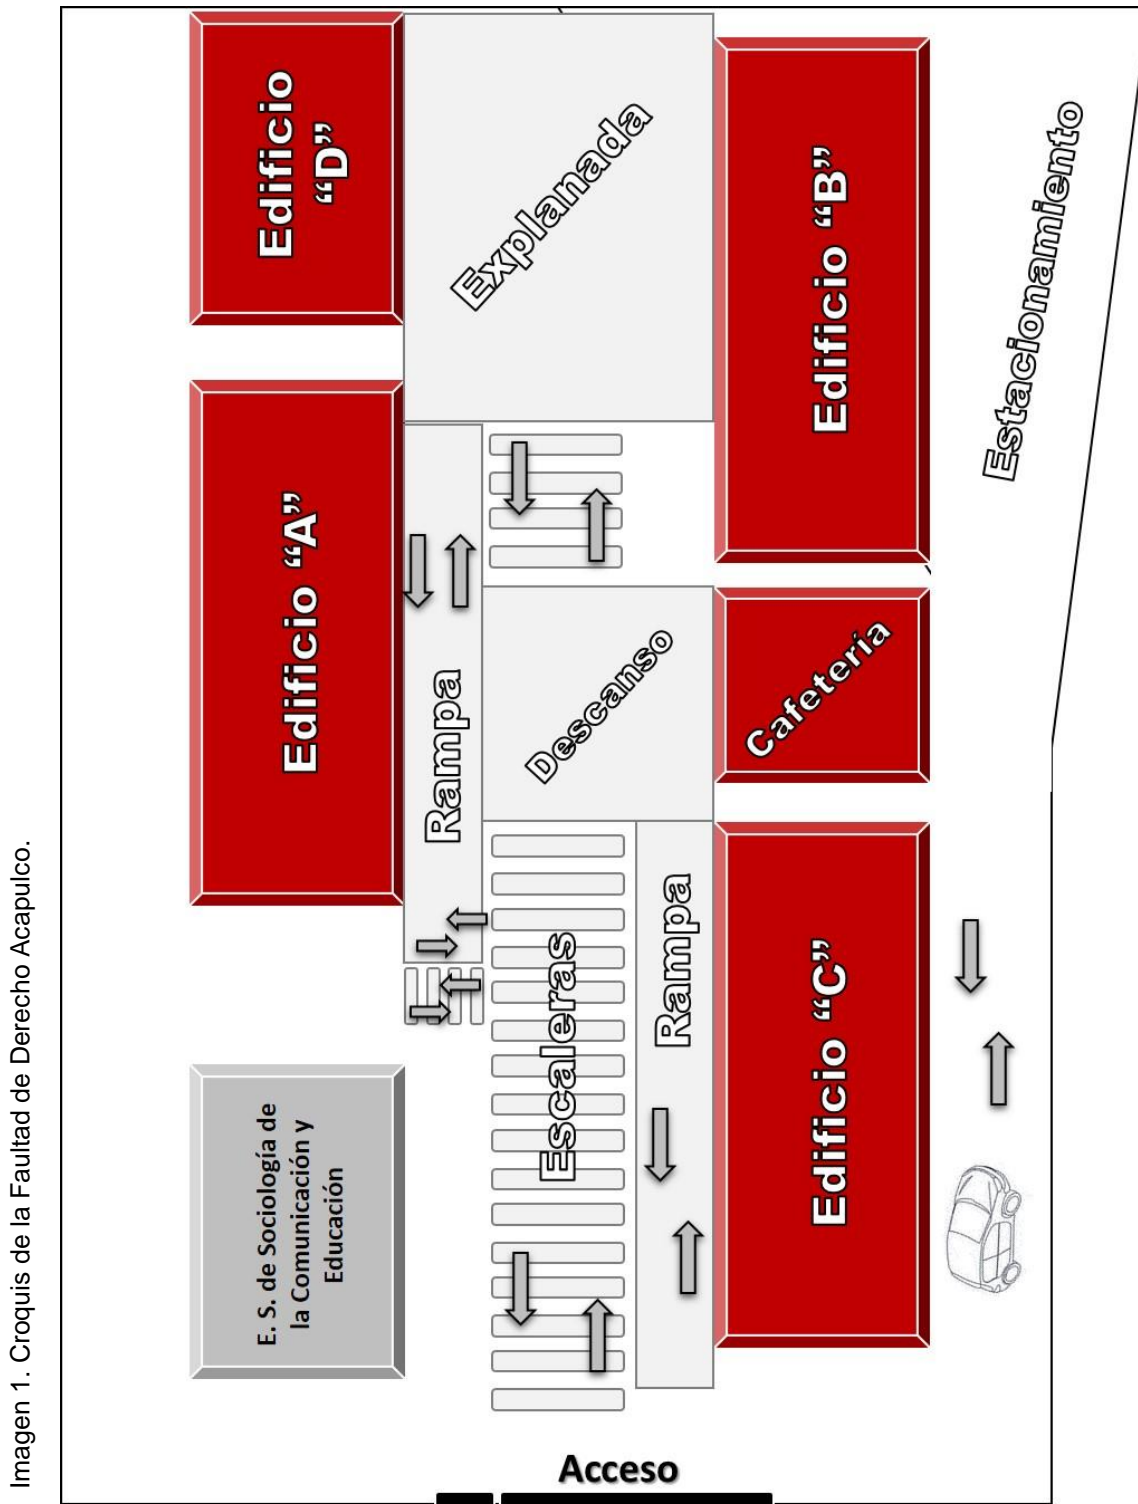 Imagen 1. Croquis de la Faultad de Derecho Acapulco.
Edificio
“D”
Explanada
Edificio “B”
Estacionamiento
Edificio “A”
Rampa
Descanso
Cafetería
Escaleras
Rampa
Edificio “C”
E. S. de Sociología de
la Comunicación y
Educación
Acceso